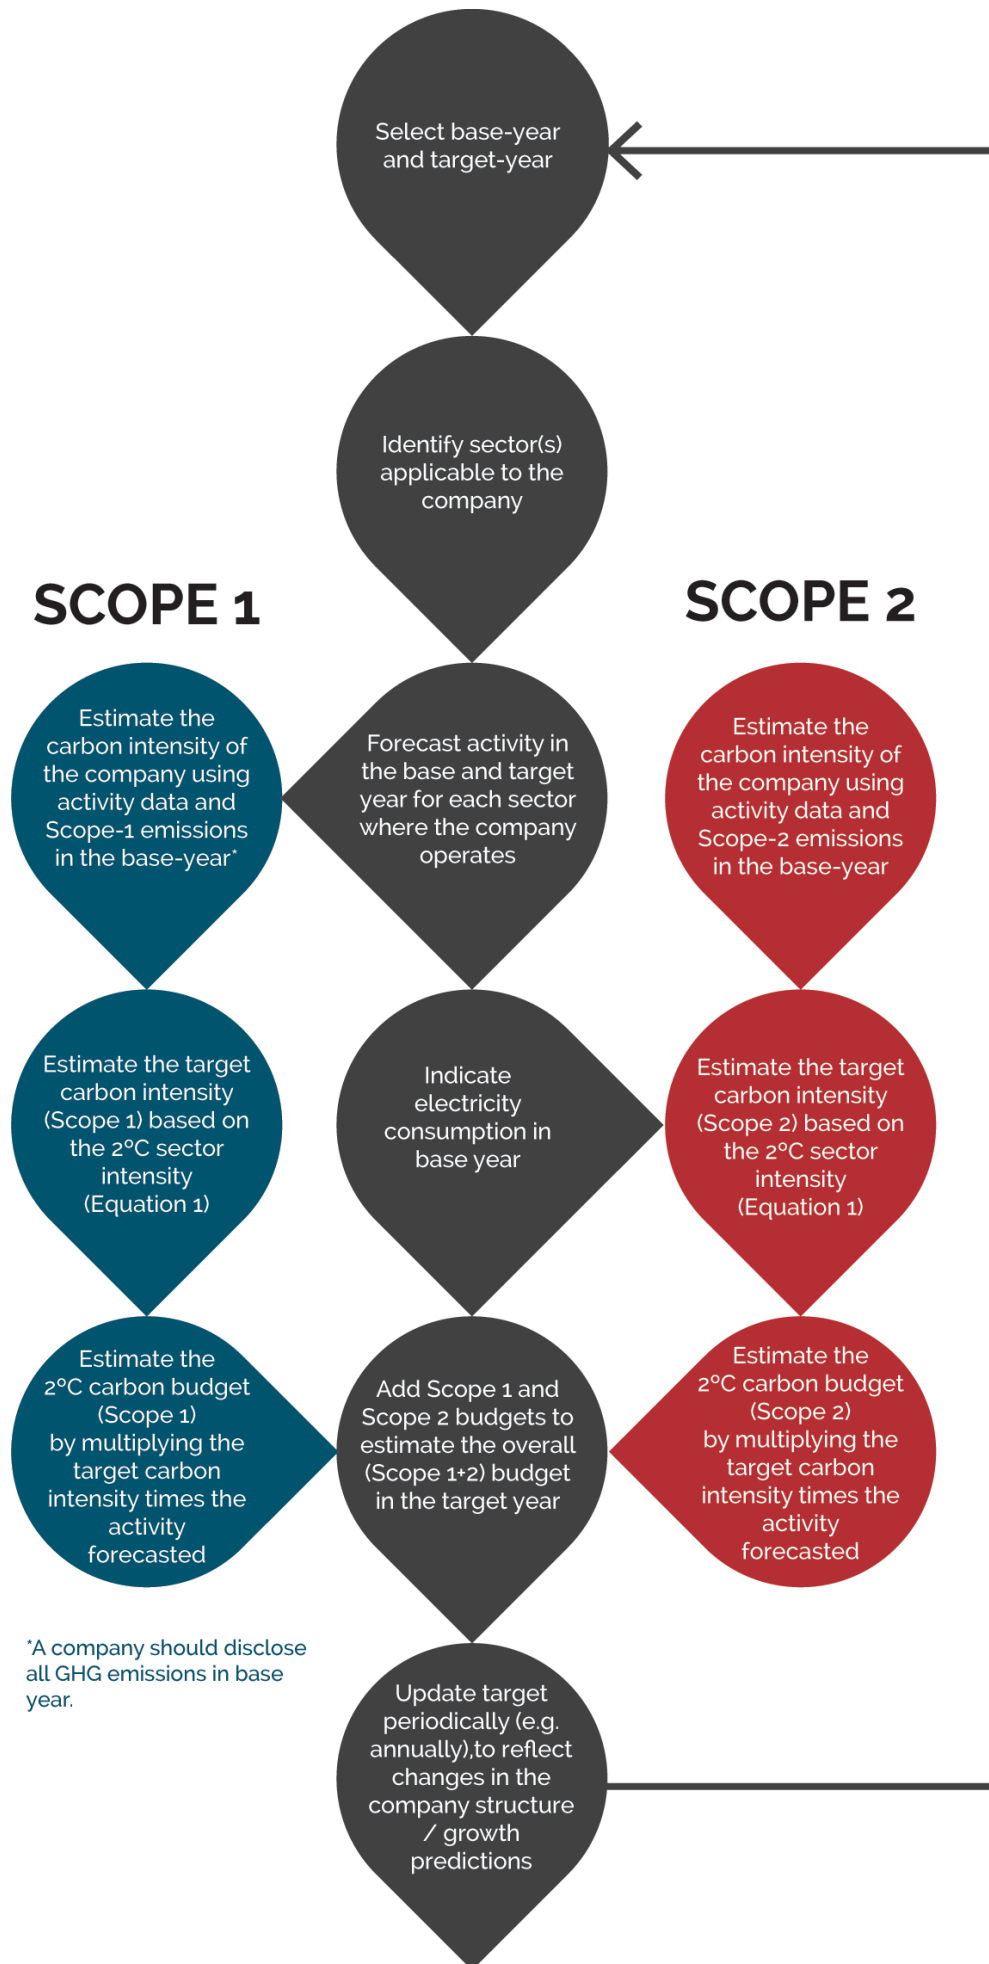 Select base-year
and target-year
Identify sector(s)
applicable to the
company
SCOPE 1
SCOPE 2
Estimate the
carbon intensity of
the company using
activity data and
Scope-1 emissions
in the base-year*
Forecast activity in
the base and target
year for each sector
where the company
operates
Estimate the
carbon intensity of
the company using
activity data and
Scope-2 emissions
in the base-year
Estimate the target
carbon intensity
(Scope 1) based on
the 2ºC sector
intensity
(Equation 1)
Indicate
electricity
consumption in
base year
Estimate the target
carbon intensity
(Scope 2) based on
the 2ºC sector
intensity
(Equation 1)
Estimate the
2ºC carbon budget
(Scope 1)
by multiplying the
target carbon
intensity times the
activity
forecasted
Add Scope 1 and
Scope 2 budgets to
estimate the overall
(Scope 1+2) budget
in the target year
Estimate the
2ºC carbon budget
(Scope 2)
by multiplying the
target carbon
intensity times the
activity
forecasted
*A company should disclose
all GHG emissions in base
year.
Update target
periodically (e.g.
annually),to reflect
changes in the
company structure
/ growth
predictions